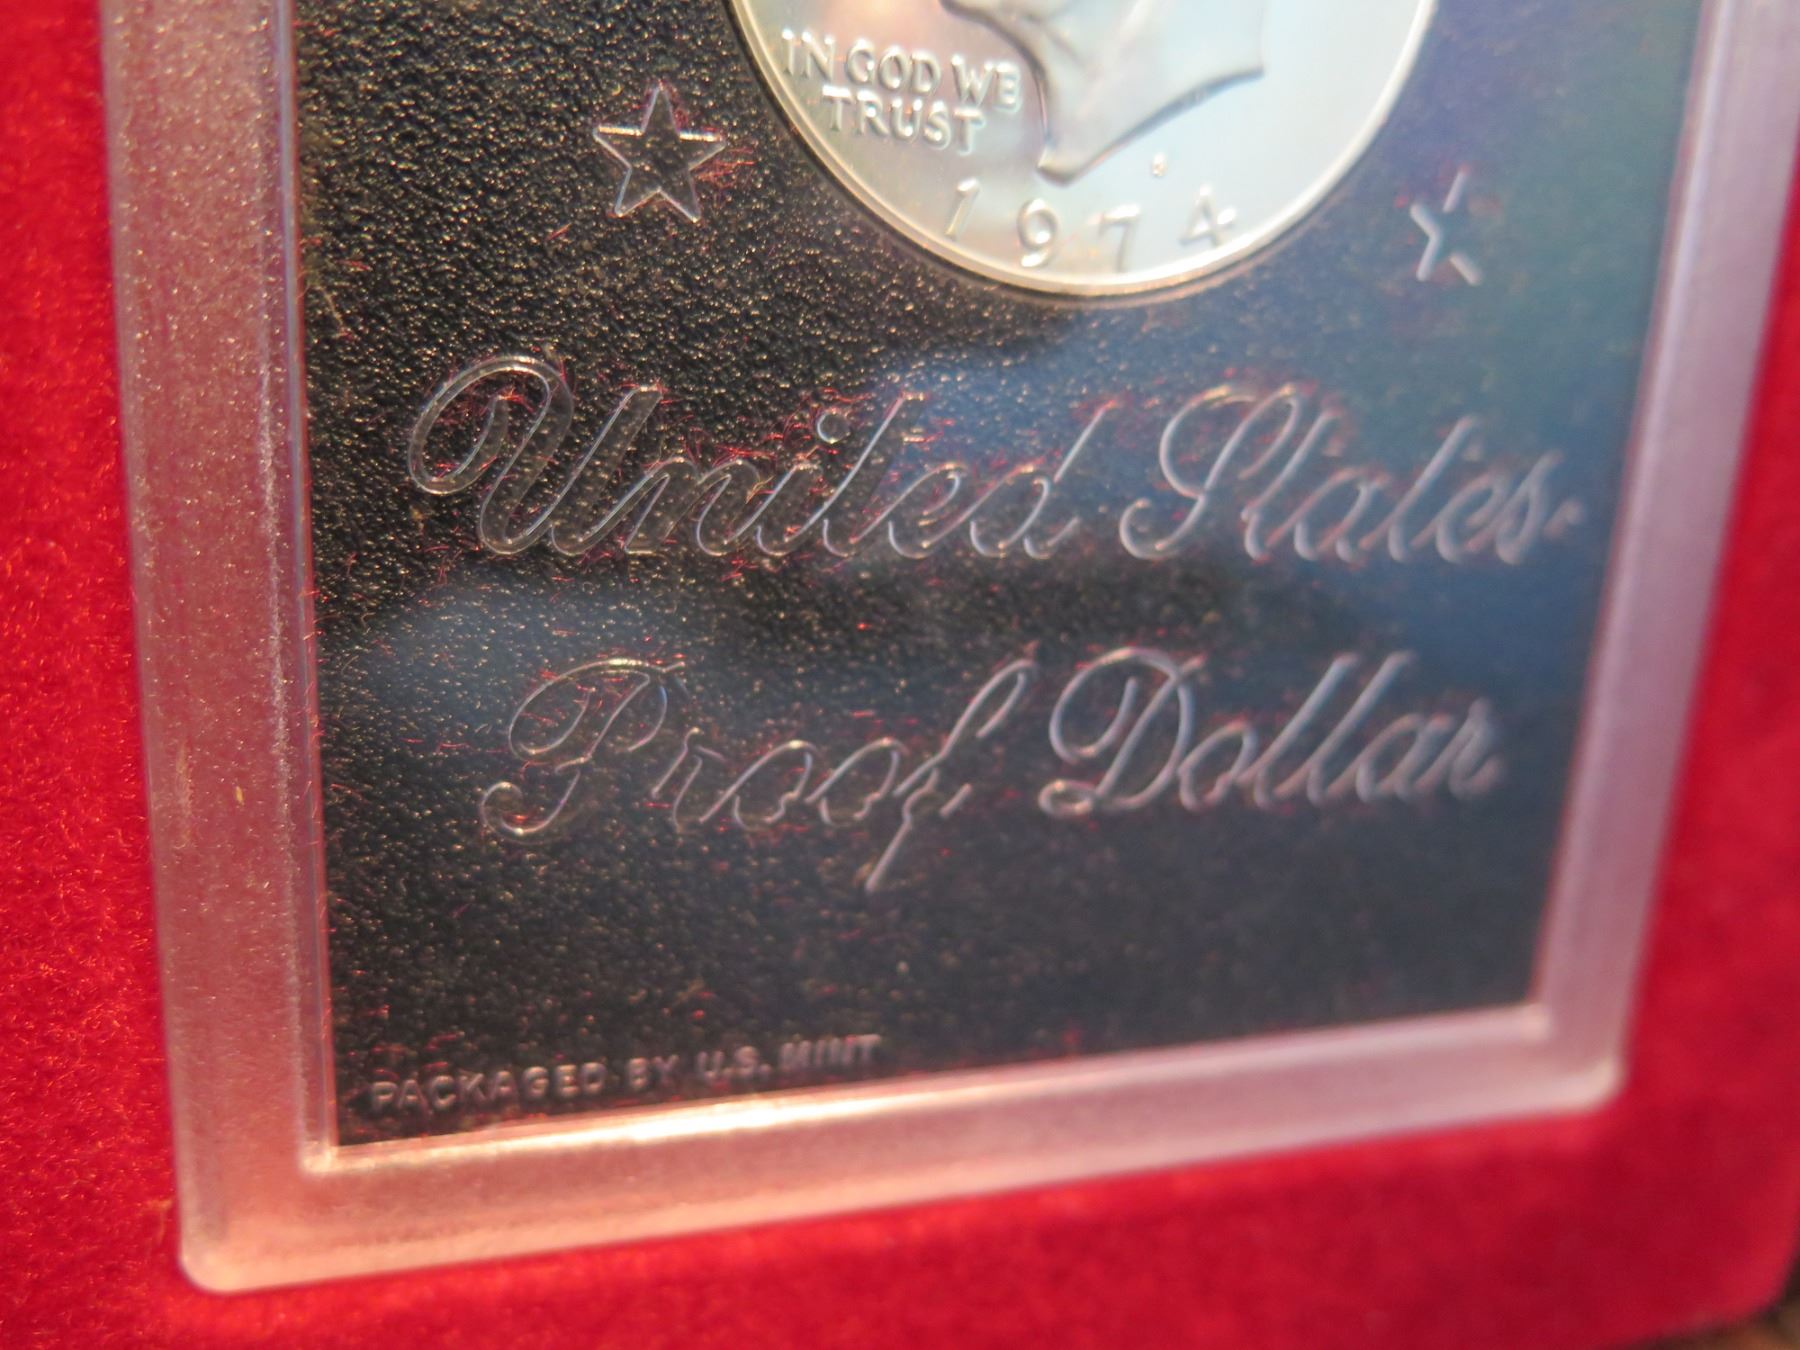 IN GOD WE
TRUST
1974
United States
Proof Dollar
PACKAGED BY U.S. MINT